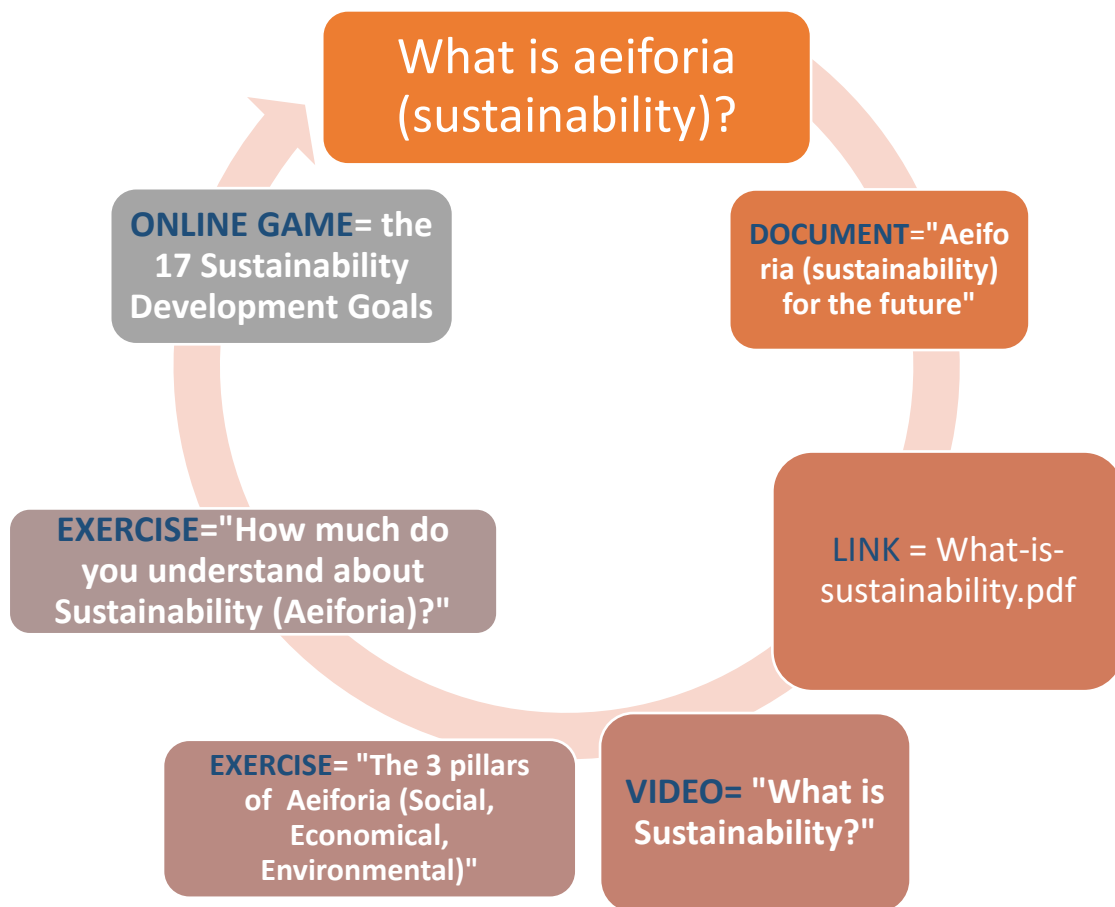 What is aeiforia
(sustainability)?
DOCUMENT="Aeifo
ria (sustainability)
for the future"
LINK = What-is-
sustainability.pdf
VIDEO= "What is
Sustainability?"
EXERCISE= "The 3 pillars
of Aeiforia (Social,
Economical,
Environmental)"
EXERCISE="How much do
you understand about
Sustainability (Aeiforia)?"
ONLINE GAME= the
17 Sustainability
Development Goals